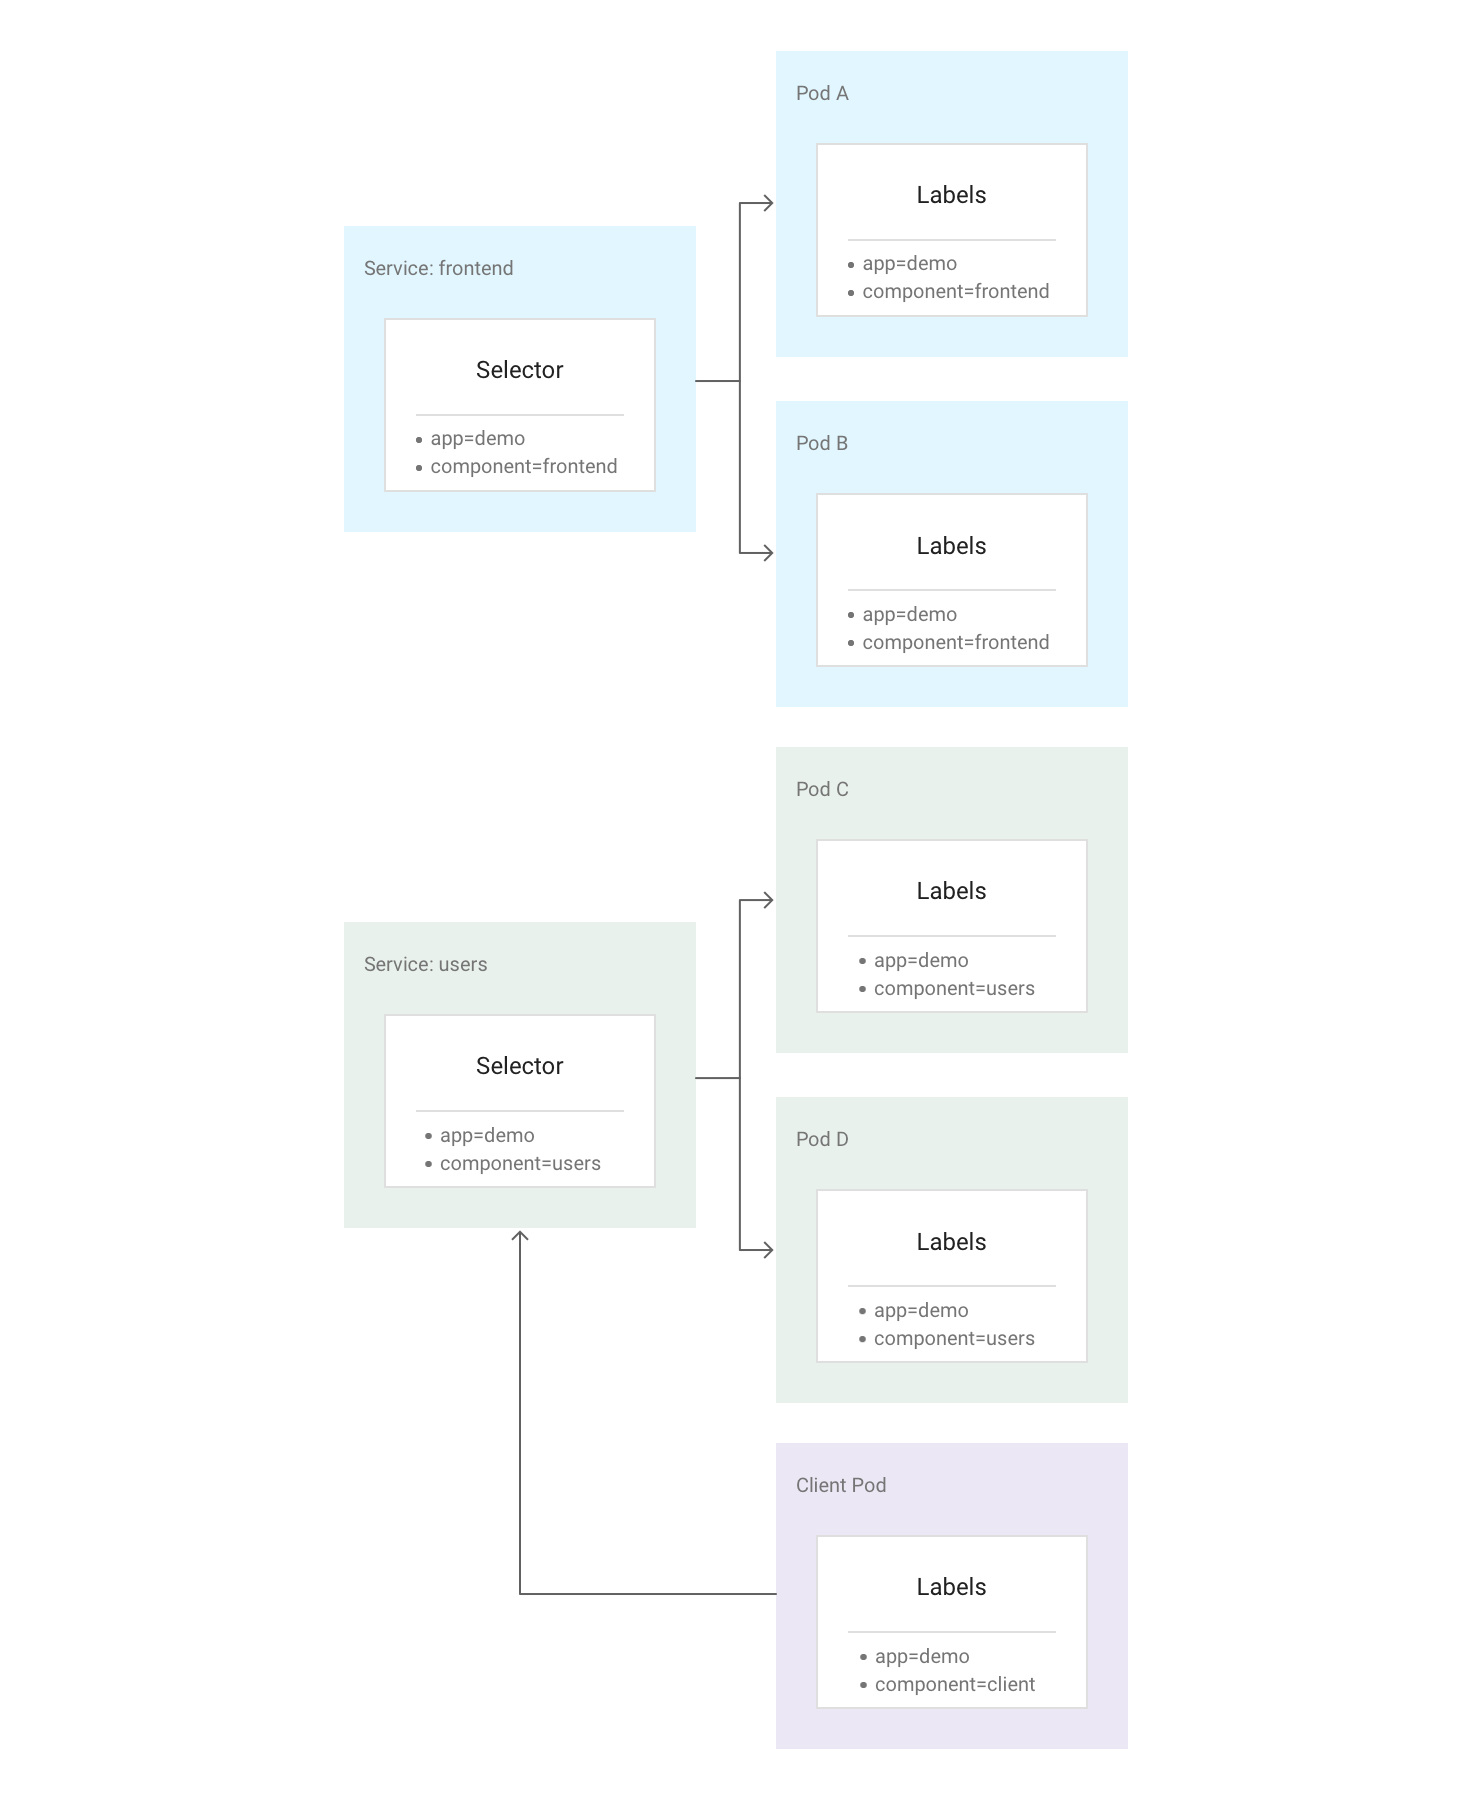 Pod A
Labels
• app=demo
• component=frontend
Service: frontend
Selector
• app=demo
• component=frontend
Pod B
Labels
• app=demo
• component=frontend
Pod C
Labels
• app=demo
• component=users
Service: users
Selector
• app=demo
• component=users
Pod D
Labels
• app=demo
• component=users
Client Pod
Labels
• app=demo
• component=client